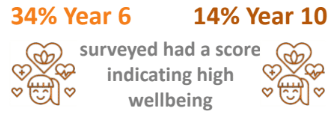 34% Year 6 14% Year 10
surveyed had a score
indicating high
wellbeing